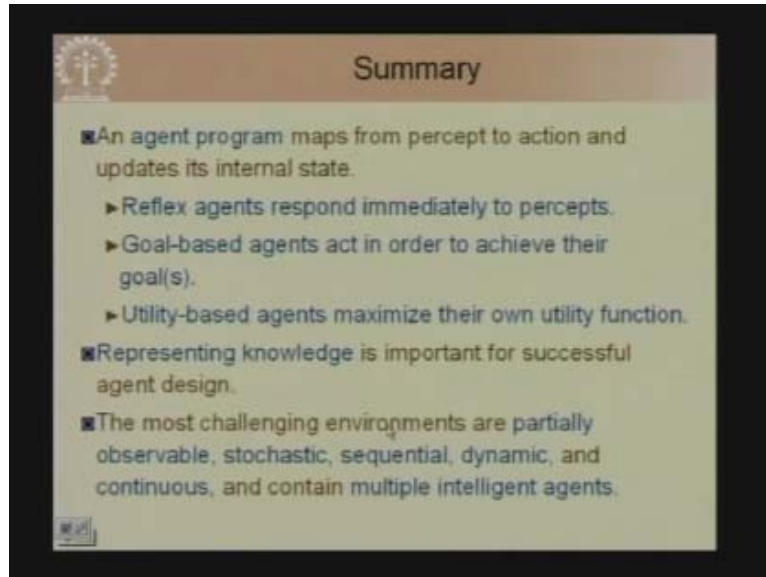 Summary
An agent program maps from percept to action and
updates its internal state.
►Reflex agents respond immediately to percepts.
►Goal-based agents act in order to achieve their
goal(s).
►Utility-based agents maximize their own utility function.
Representing knowledge is important for successful
agent design.
The most challenging environments are partially
observable, stochastic, sequential, dynamic, and
continuous, and contain multiple intelligent agents.